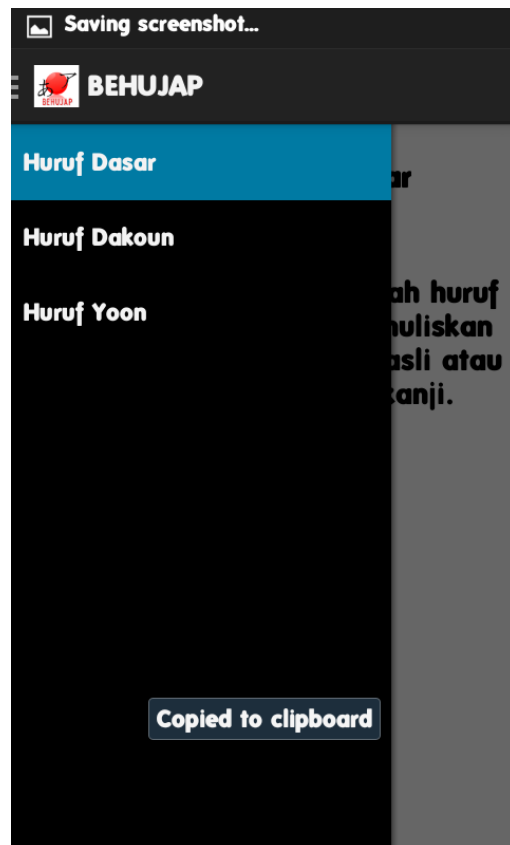 Saving screenshot...
あ
BEHUJAP
BEHUJAP
Huruf Dasar
ar
Huruf Dakoun
Huruf Yoon
ah huruf
nuliskan
asli atau
kanji.
Copied to clipboard